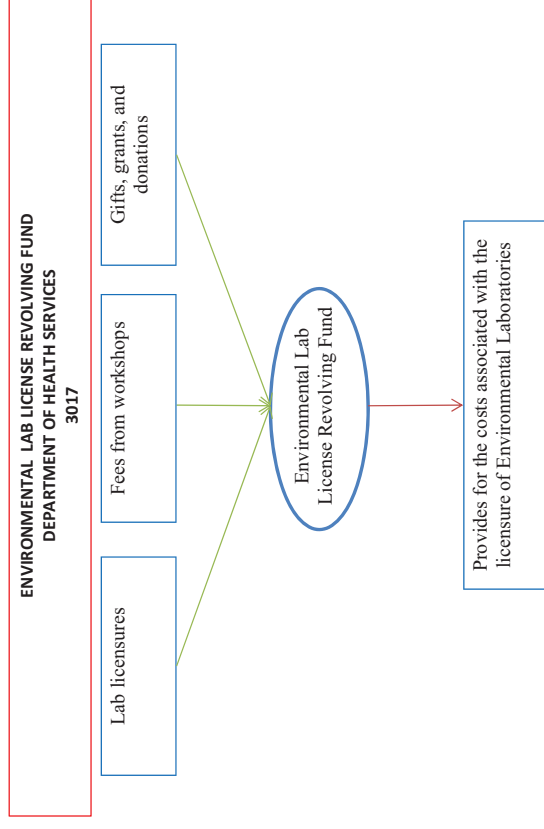 ENVIRONMENTAL LAB LICENSE REVOLVING FUND
DEPARTMENT OF HEALTH SERVICES
3017
Lab licensures
Fees from workshops
Gifts, grants, and
donations
Environmental Lab
License Revolving Fund
Provides for the costs associated with the
licensure of Environmental Laboratories